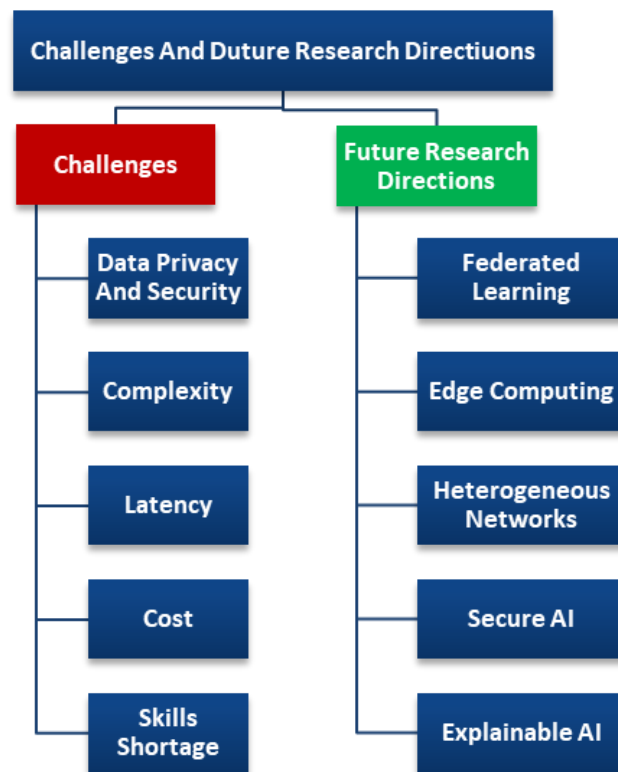 Challenges And Duture Research Directiuons
Challenges
Future Research
Directions
Data Privacy
And Security
Complexity
Latency
Cost
Skills
Shortage
Federated
Learning
Edge Computing
Heterogeneous
Networks
Secure AI
Explainable AI